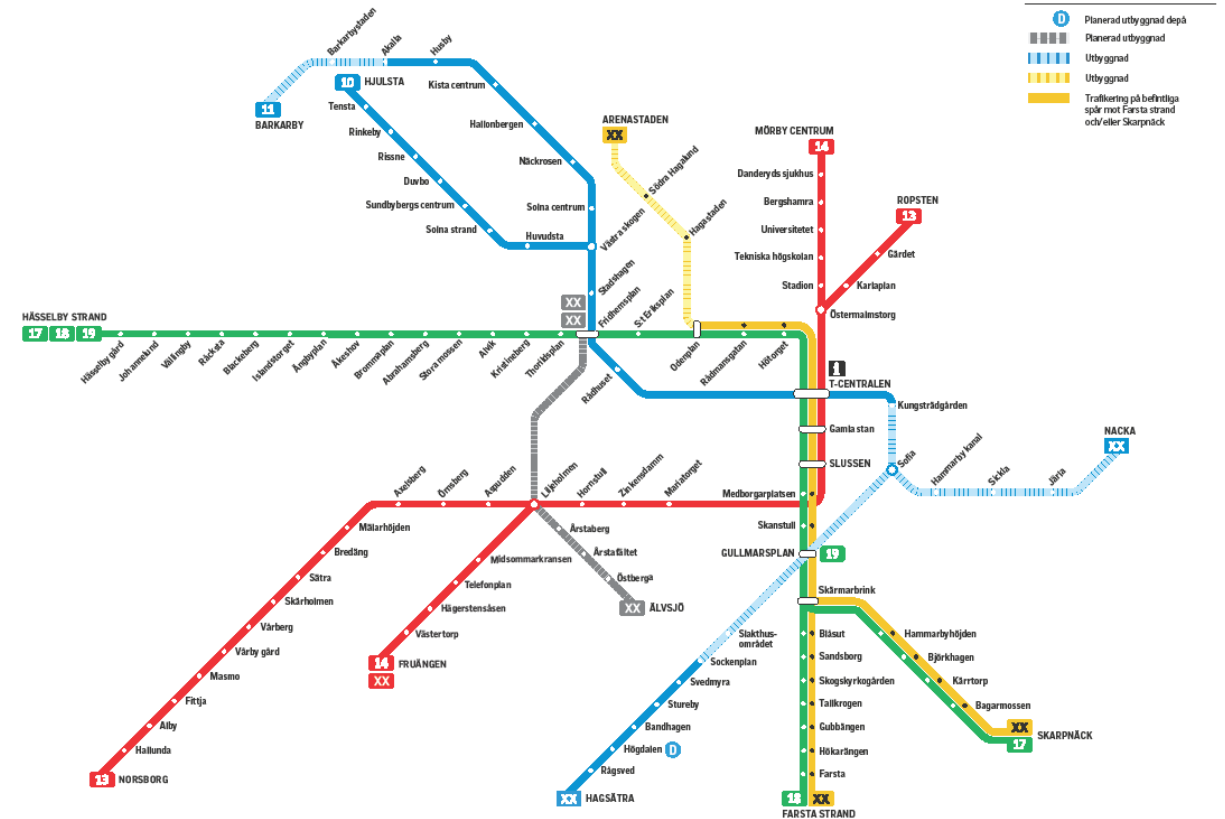 Planerad utbyggnad depå
Planerad utbyggnad
Utbyggnad
Utbyggnad
Trafikering på befintliga
spår mot Farsta strand
och/eller Skarpnäck
D
Barkarbystaden
Akalla
Husby
10 HJULSTA
11
BARKARBY
Kista centrum
Tensta
Hallonbergen
Rinkeby
Rissne
Näckrosen
Duvbo
Sundbybergs centrum
Solna centrum
Solna strand
Huvudsta
Västra skogen
Stadshagen
Fridhemsplan
XX
XX
ARENASTADEN
XX
Södra Hagalund
Hagastaden
MÖRBY CENTRUM
14
Danderyds sjukhus
Bergshamra
Universitetet
Tekniska högskolan
Stadion
ROPSTEN
13
Gärdet
Karlaplan
Östermalmstorg
HÄSSELBY STRAND
17 18 19
Hässelby gård
Johannelund
Vällingby
Råcksta
Blackeberg
Islandstorget
Ängbyplan
Åkeshov
Brommaplan
Abrahamsberg
Stora mossen
Alvik
Kristineberg
Thorildsplan
S:t Eriksplan
Odenplan
Rådmansgatan
Hötorget
Rådhuset
1
T-CENTRALEN
Kungsträdgården
Gamla stan
SLUSSEN
Sofia
Hammarby kanal
Sickla
Järla
NACKA
XX
Medborgarplatsen
Skanstull
GULLMARSPLAN
19
Skärmarbrink
Axelsberg
Örnsberg
Aspudden
Liljeholmen
Hornstull
Zinkensdamm
Mariatorget
Mälarhöjden
Bredäng
Sätra
Skärholmen
Vårberg
Vårby gård
Masmo
Fittja
Alby
Hallunda
13 NORSBORG
Midsommarkransen
Telefonplan
Hägerstensåsen
Västertorp
14 FRUÄNGEN
XX
Årstaberg
Årstafältet
Östberga
XX ÄLVSJÖ
Slakthus-
området
Sockenplan
Svedmyra
Stureby
Bandhagen
Högdalen D
Rågsved
XX HAGSÄTRA
Blåsut
Sandsborg
Skogskyrkogården
Tallkrogen
Gubbängen
Hökarängen
Farsta
18 XX
FARSTA STRAND
Hammarbyhöjden
Björkhagen
Kärrtorp
Bagarmossen
XX
17
SKARPNÄCK